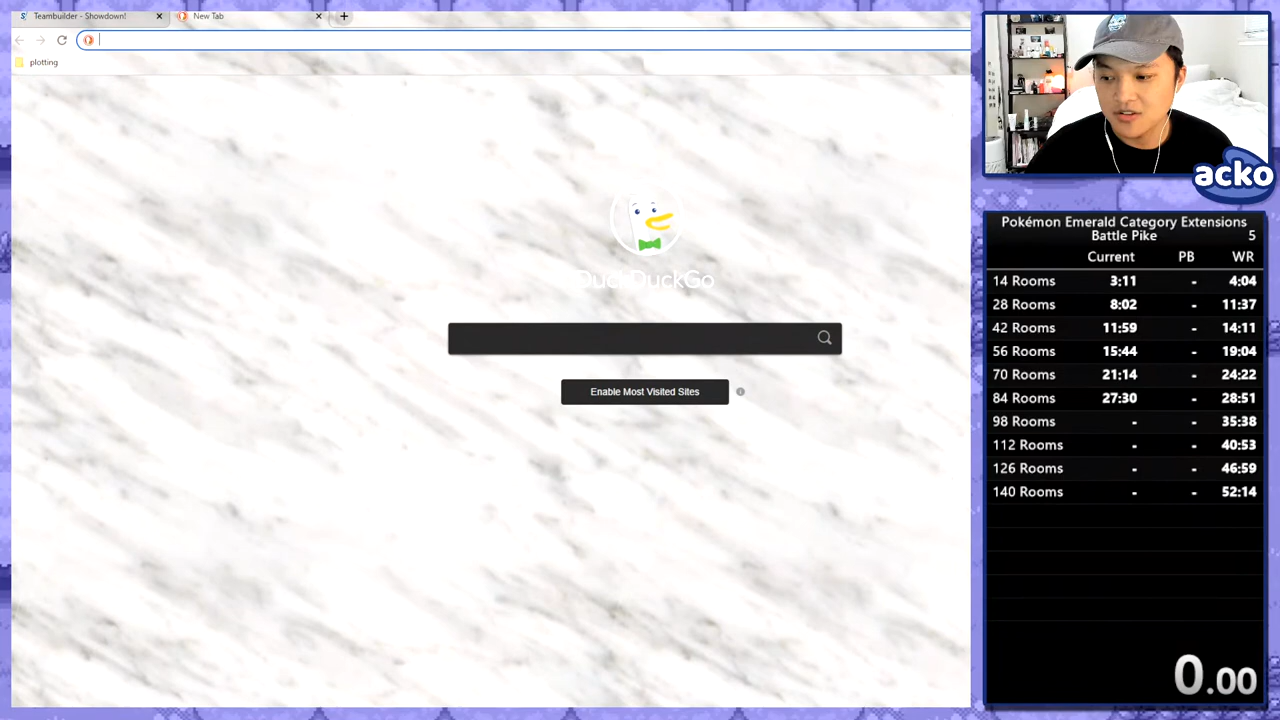 Teambuilder - Showdown!
New Tab
plotting
DuckDuckGo
Enable Most Visited Sites
acko
Pokémon Emerald Category Extensions
Battle Pike 5
Current PB WR
14 Rooms 3:11 - 4:04
28 Rooms 8:02 - 11:37
42 Rooms 11:59 - 14:11
56 Rooms 15:44 - 19:04
70 Rooms 21:14 - 24:22
84 Rooms 27:30 - 28:51
98 Rooms - - 35:38
112 Rooms - - 40:53
126 Rooms - - 46:59
140 Rooms - - 52:14
0.00